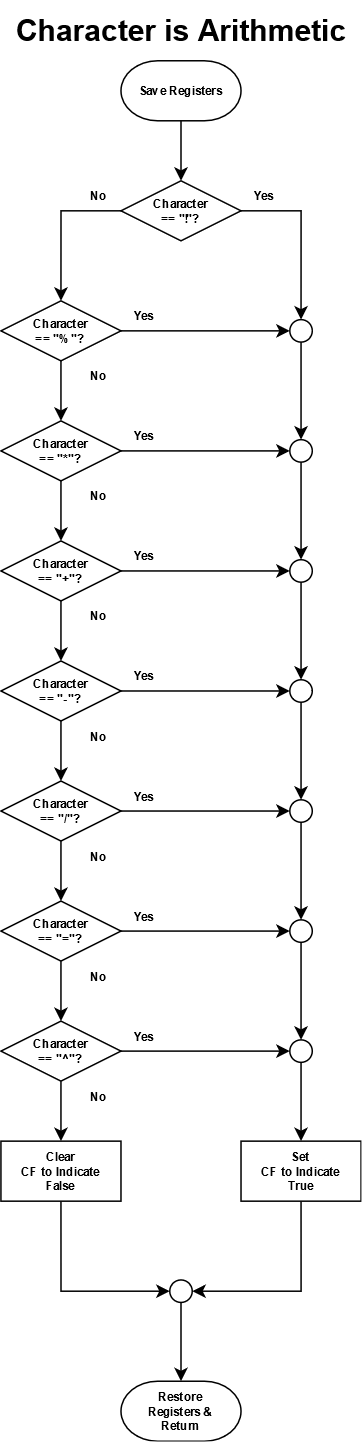 Character is Arithmetic
Save Registers
No
Yes
Character
== "!"?
Character
== "% "?
Yes
No
Character
== "*"?
Yes
No
Character
== "+"?
Yes
No
Character
== "-"?
Yes
No
Character
== "/"?
Yes
No
Character
== "="?
Yes
No
Character
== "^"?
Yes
No
Clear
CF to Indicate
False
Set
CF to Indicate
True
Restore
Registers &
Return